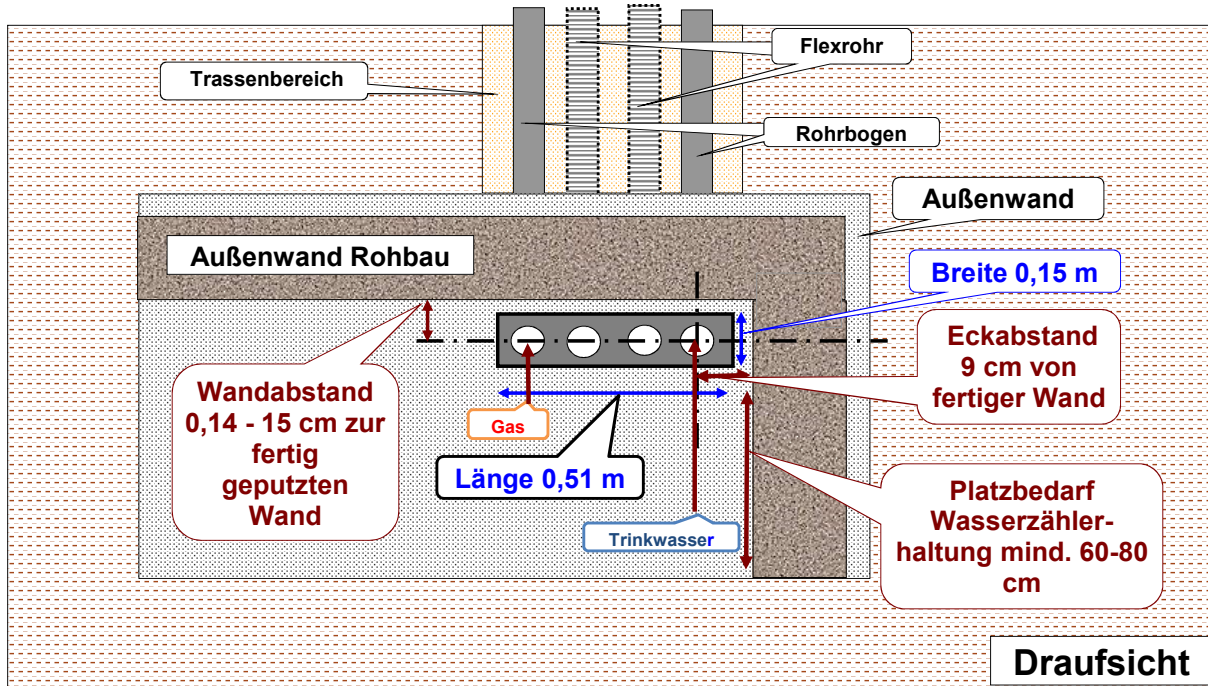 Flexrohr
Trassenbereich
Rohrbogen
Außenwand
Außenwand Rohbau
Breite 0,15 m
Wandabstand
0,14 - 15 cm zur
fertig
geputzten
Wand
Eckabstand
9 cm von
fertiger Wand
Gas
Länge 0,51 m
Trinkwasser
Platzbedarf
Wasserzähler-
haltung mind. 60-80
cm
Draufsicht